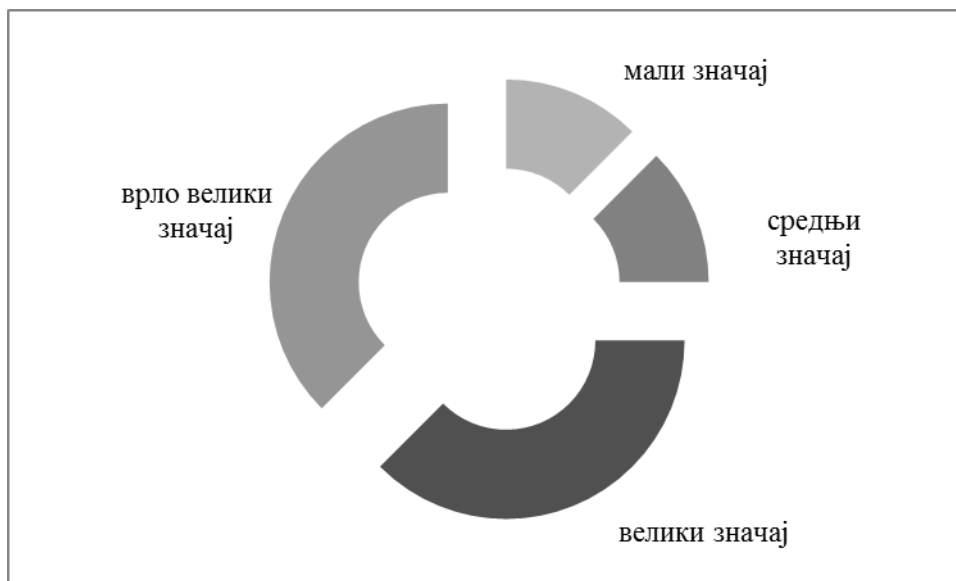 мали значај
врло велики
значај
средњи
значај
велики значај